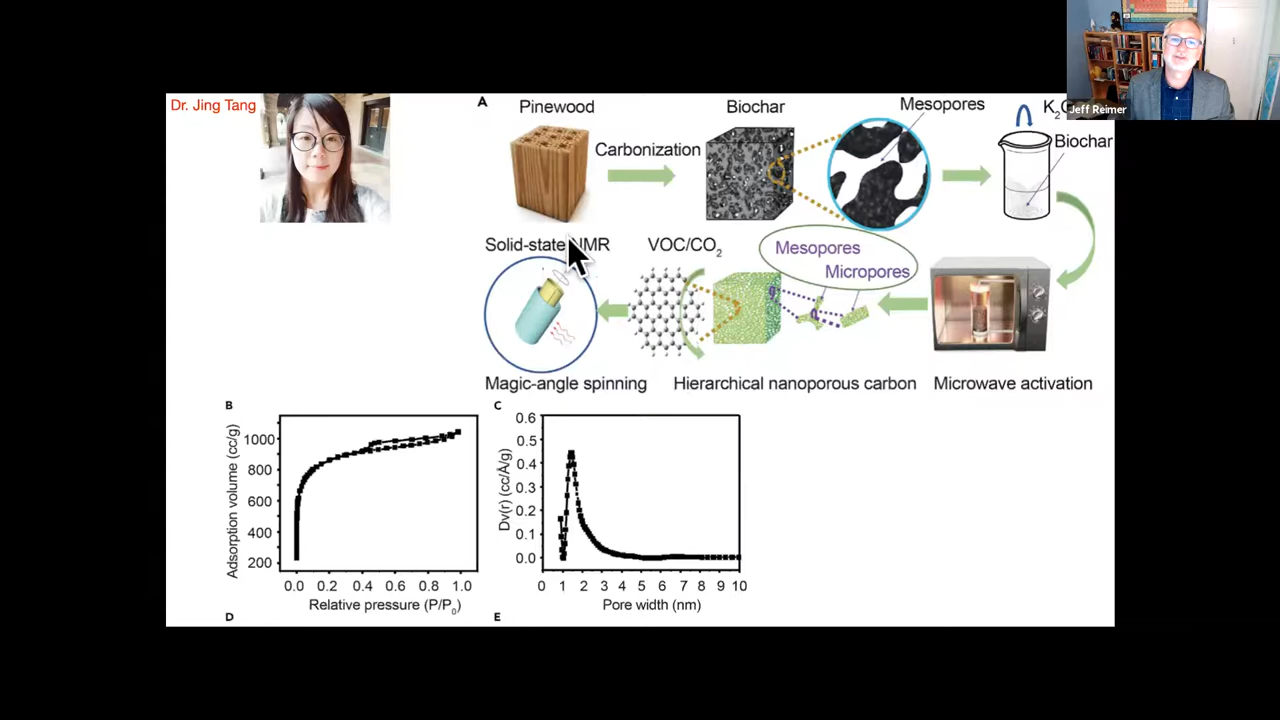 Dr. Jing Tang
A
Pinewood
Biochar
Mesopores
Jeff Reimer
Carbonization
Biochar
Solid-state NMR
VOC/CO2
Mesopores
Micropores
Magic-angle spinning
Hierarchical nanoporous carbon
Microwave activation
B
Adsorption volume (cc/g)
1000
800
600
400
200
0.0 0.2 0.4 0.6 0.8 1.0
Relative pressure (P/P0)
C
Dv(r) (cc/Å/g)
0.6
0.5
0.4
0.3
0.2
0.1
0.0
0 1 2 3 4 5 6 7 8 9 10
Pore width (nm)
D
E